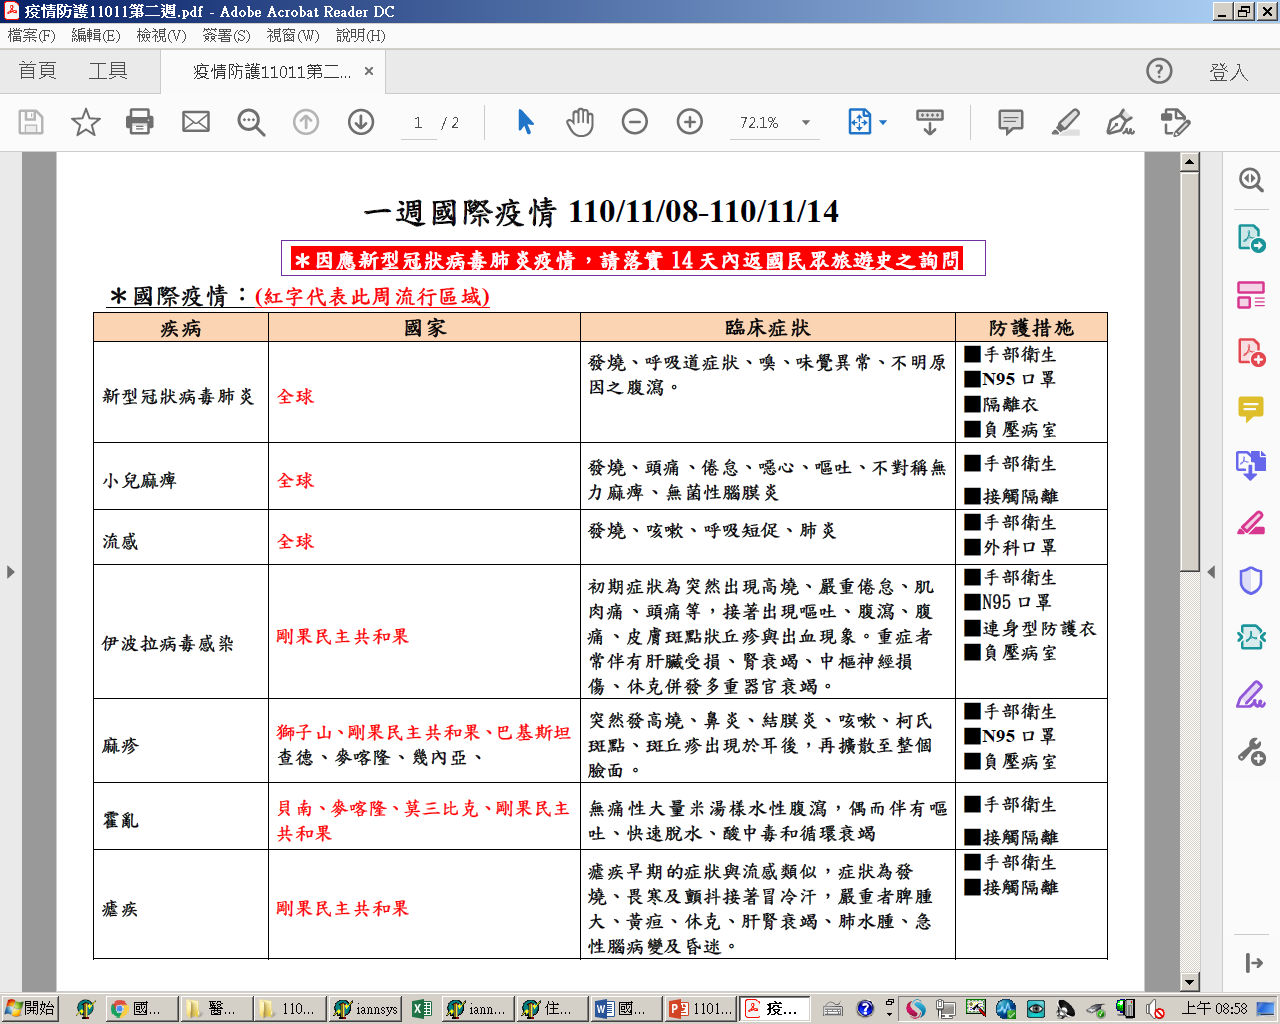 疫情防護11011第二週.pdf - Adobe Acrobat Reader DC
檔案(F) 編輯(E) 檢視(V) 簽署(S) 視窗(W) 說明(H)
首頁 工具 疫情防護11011第二... × 登入
1 / 2 72.1%
一週國際疫情 110/11/08-110/11/14
＊因應新型冠狀病毒肺炎疫情，請落實 14 天內返國民眾旅遊史之詢問
＊國際疫情：(紅字代表此周流行區域)
疾病 國家 臨床症狀 防護措施
新型冠狀病毒肺炎
全球
發燒、呼吸道症狀、嗅、味覺異常、不明原
因之腹瀉。
■手部衛生
■N95 口罩
■隔離衣
■負壓病室
小兒麻痺
全球
發燒、頭痛、倦怠、噁心、嘔吐、不對稱無
力麻痺、無菌性腦膜炎
■手部衛生
■接觸隔離
流感
全球
發燒、咳嗽、呼吸短促、肺炎
■手部衛生
■外科口罩
伊波拉病毒感染
剛果民主共和果
初期症狀為突然出現高燒、嚴重倦怠、肌
肉痛、頭痛等，接著出現嘔吐、腹瀉、腹
痛、皮膚斑點狀丘疹與出血現象。重症者
常伴有肝臟受損、腎衰竭、中樞神經損
傷、休克併發多重器官衰竭。
■手部衛生
■N95 口罩
■連身型防護衣
■負壓病室
麻疹
獅子山、剛果民主共和果、巴基斯坦
查德、麥喀隆、幾內亞、
突然發高燒、鼻炎、結膜炎、咳嗽、柯氏
斑點、斑丘疹出現於耳後，再擴散至整個
臉面。
■手部衛生
■N95 口罩
■負壓病室
霍亂
貝南、麥喀隆、莫三比克、剛果民主
共和果
無痛性大量米湯樣水性腹瀉，偶而伴有嘔
吐、快速脫水、酸中毒和循環衰竭
■手部衛生
■接觸隔離
瘧疾
剛果民主共和果
瘧疾早期的症狀與流感類似，症狀為發
燒、畏寒及顫抖接著冒冷汗，嚴重者脾腫
大、黃疸、休克、肝腎衰竭、肺水腫、急
性腦病變及昏迷。
■手部衛生
■接觸隔離
開始 國... 醫... 110... iannsys iann... 住... 國... 1101... 疫... 上午 08:58